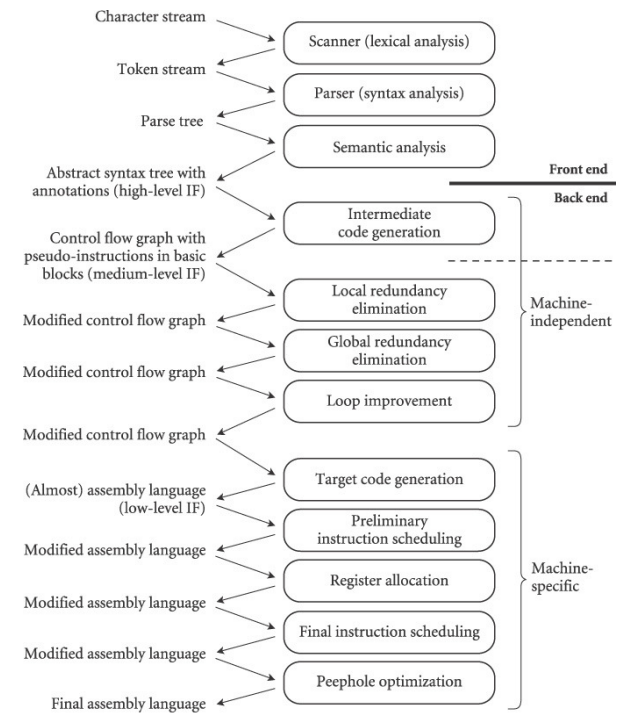 Character stream
Scanner (lexical analysis)
Token stream
Parser (syntax analysis)
Parse tree
Semantic analysis
Abstract syntax tree with
annotations (high-level IF)
Front end
Back end
Intermediate
code generation
Control flow graph with
pseudo-instructions in basic
blocks (medium-level IF)
Local redundancy
elimination
Machine-
independent
Modified control flow graph
Global redundancy
elimination
Modified control flow graph
Loop improvement
Modified control flow graph
Target code generation
(Almost) assembly language
(low-level IF)
Preliminary
instruction scheduling
Modified assembly language
Register allocation
Machine-
specific
Modified assembly language
Final instruction scheduling
Modified assembly language
Peephole optimization
Final assembly language